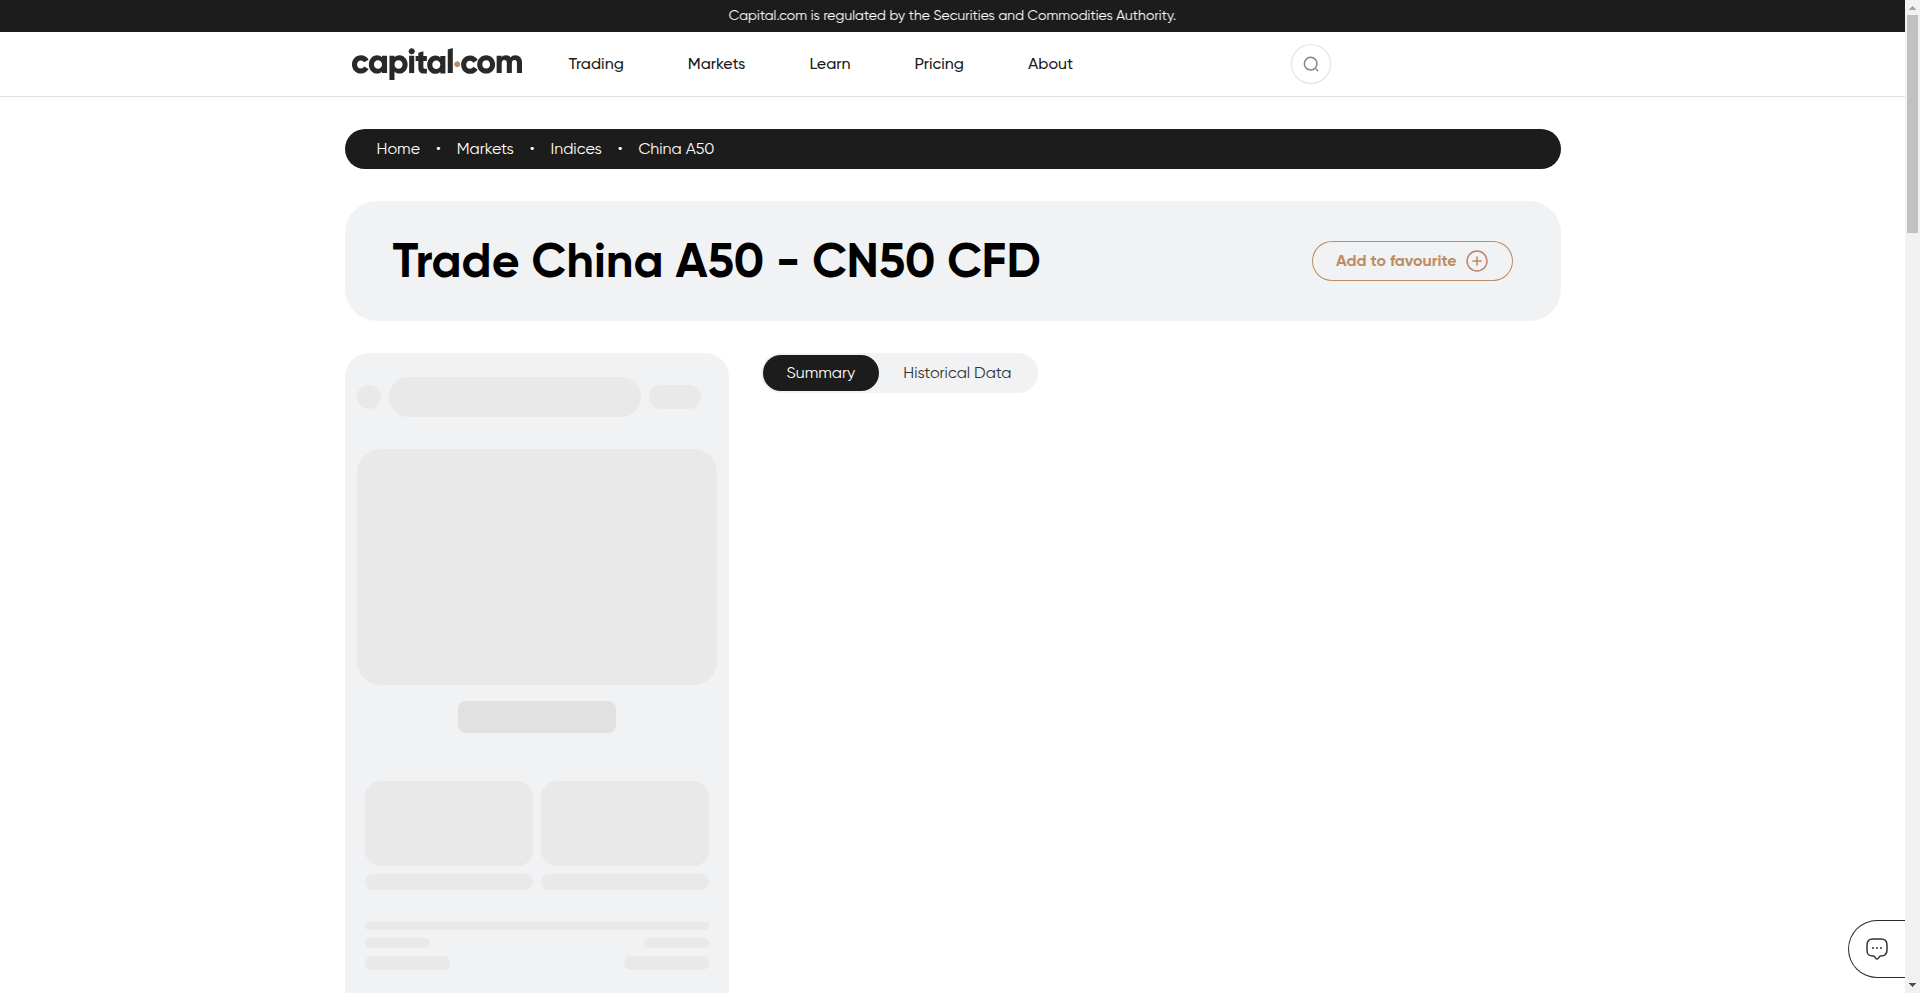 Capital.com is regulated by the Securities and Commodities Authority.
capital.com
Trading
Markets
Learn
Pricing
About
Home • Markets • Indices • China A50
Trade China A50 - CN50 CFD
Add to favourite
Summary
Historical Data